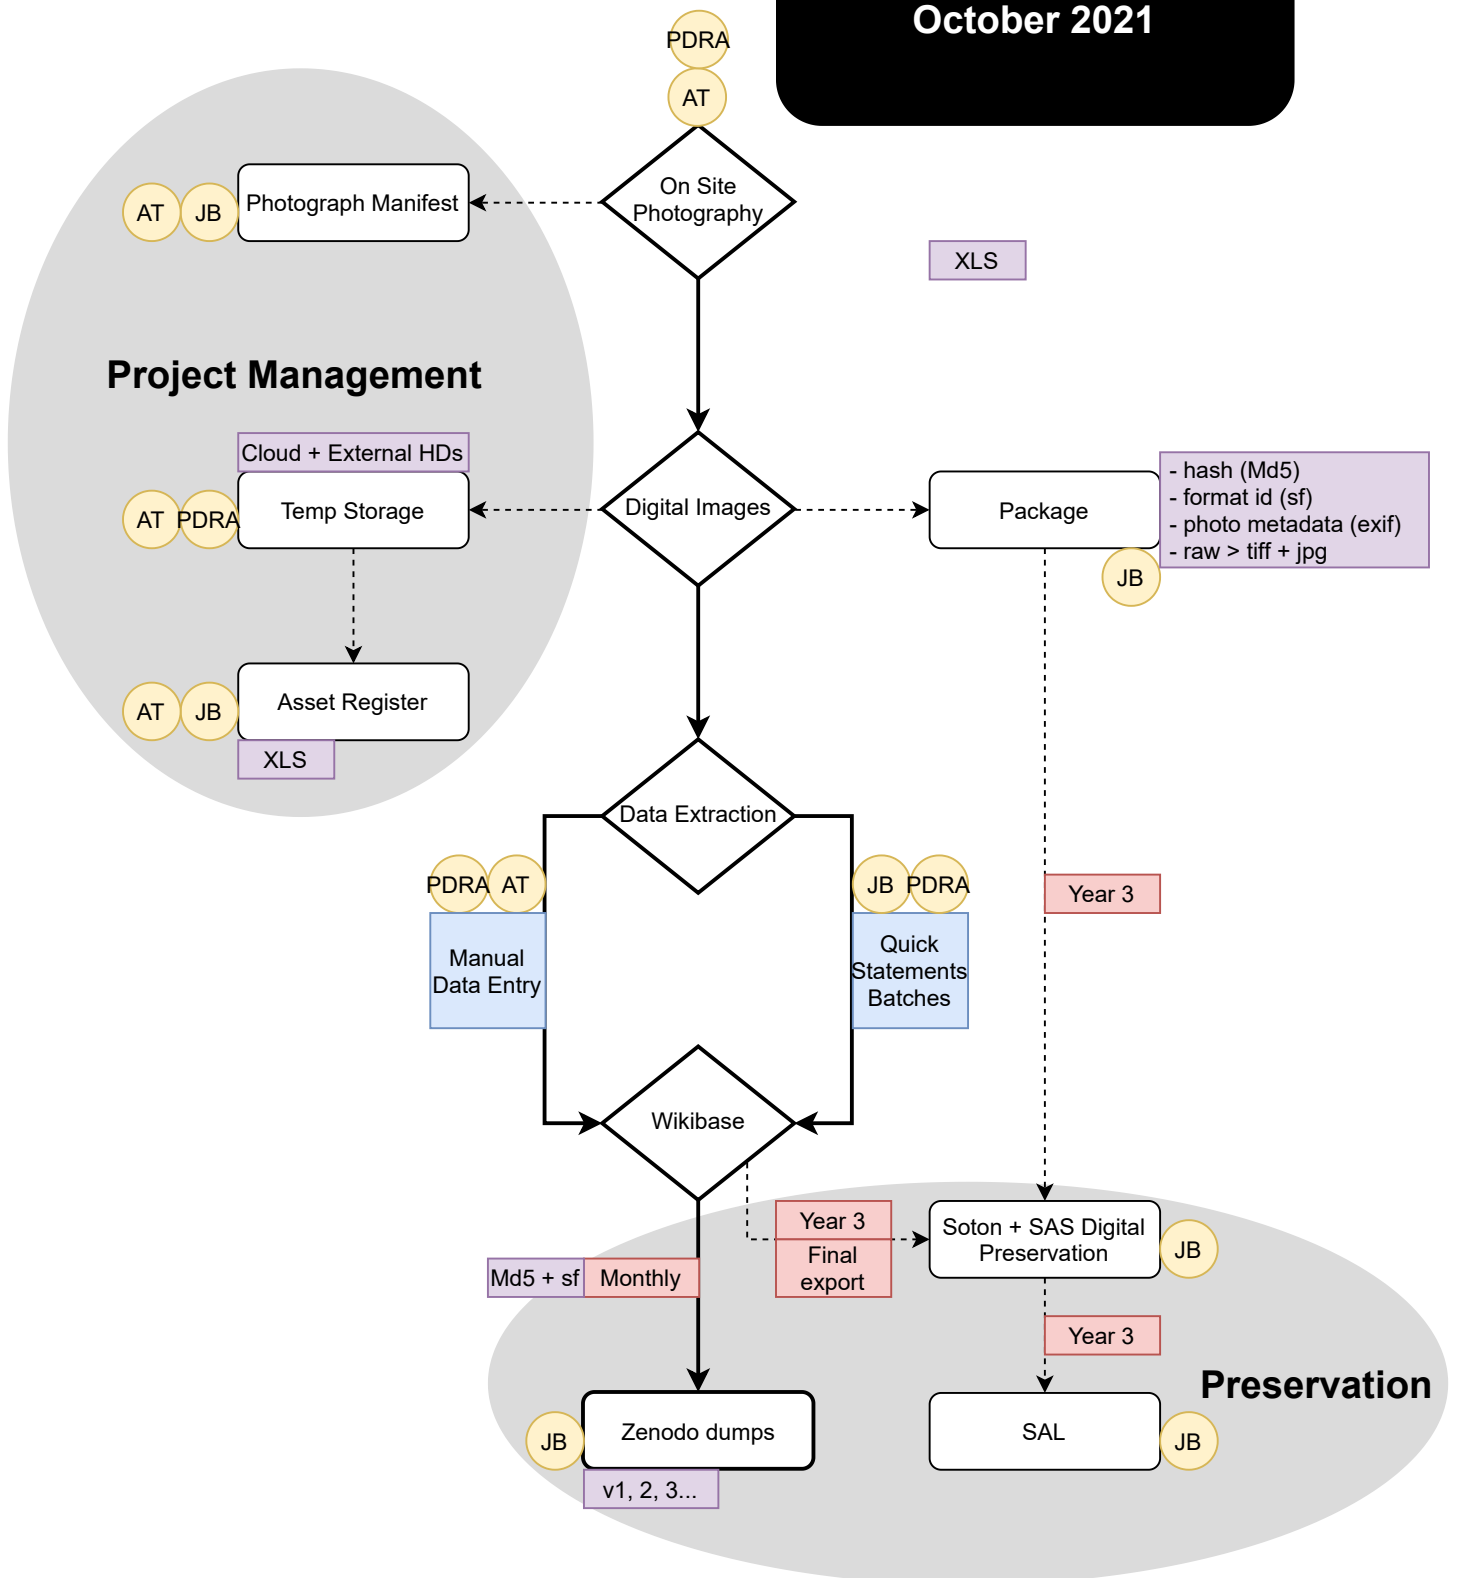 October 2021
PDRA
AT
On Site
Photography
AT
JB
Photograph Manifest
XLS
Project Management
Cloud + External HDs
AT
PDRA
Temp Storage
Digital Images
Package
- hash (Md5)
- format id (sf)
- photo metadata (exif)
- raw > tiff + jpg
JB
AT
JB
Asset Register
XLS
Data Extraction
PDRA
AT
Manual
Data Entry
JB
PDRA
Quick
Statements
Batches
Year 3
Wikibase
Year 3
Final
export
Soton + SAS Digital
Preservation
JB
Md5 + sf
Monthly
Year 3
Preservation
JB
Zenodo dumps
v1, 2, 3...
SAL
JB